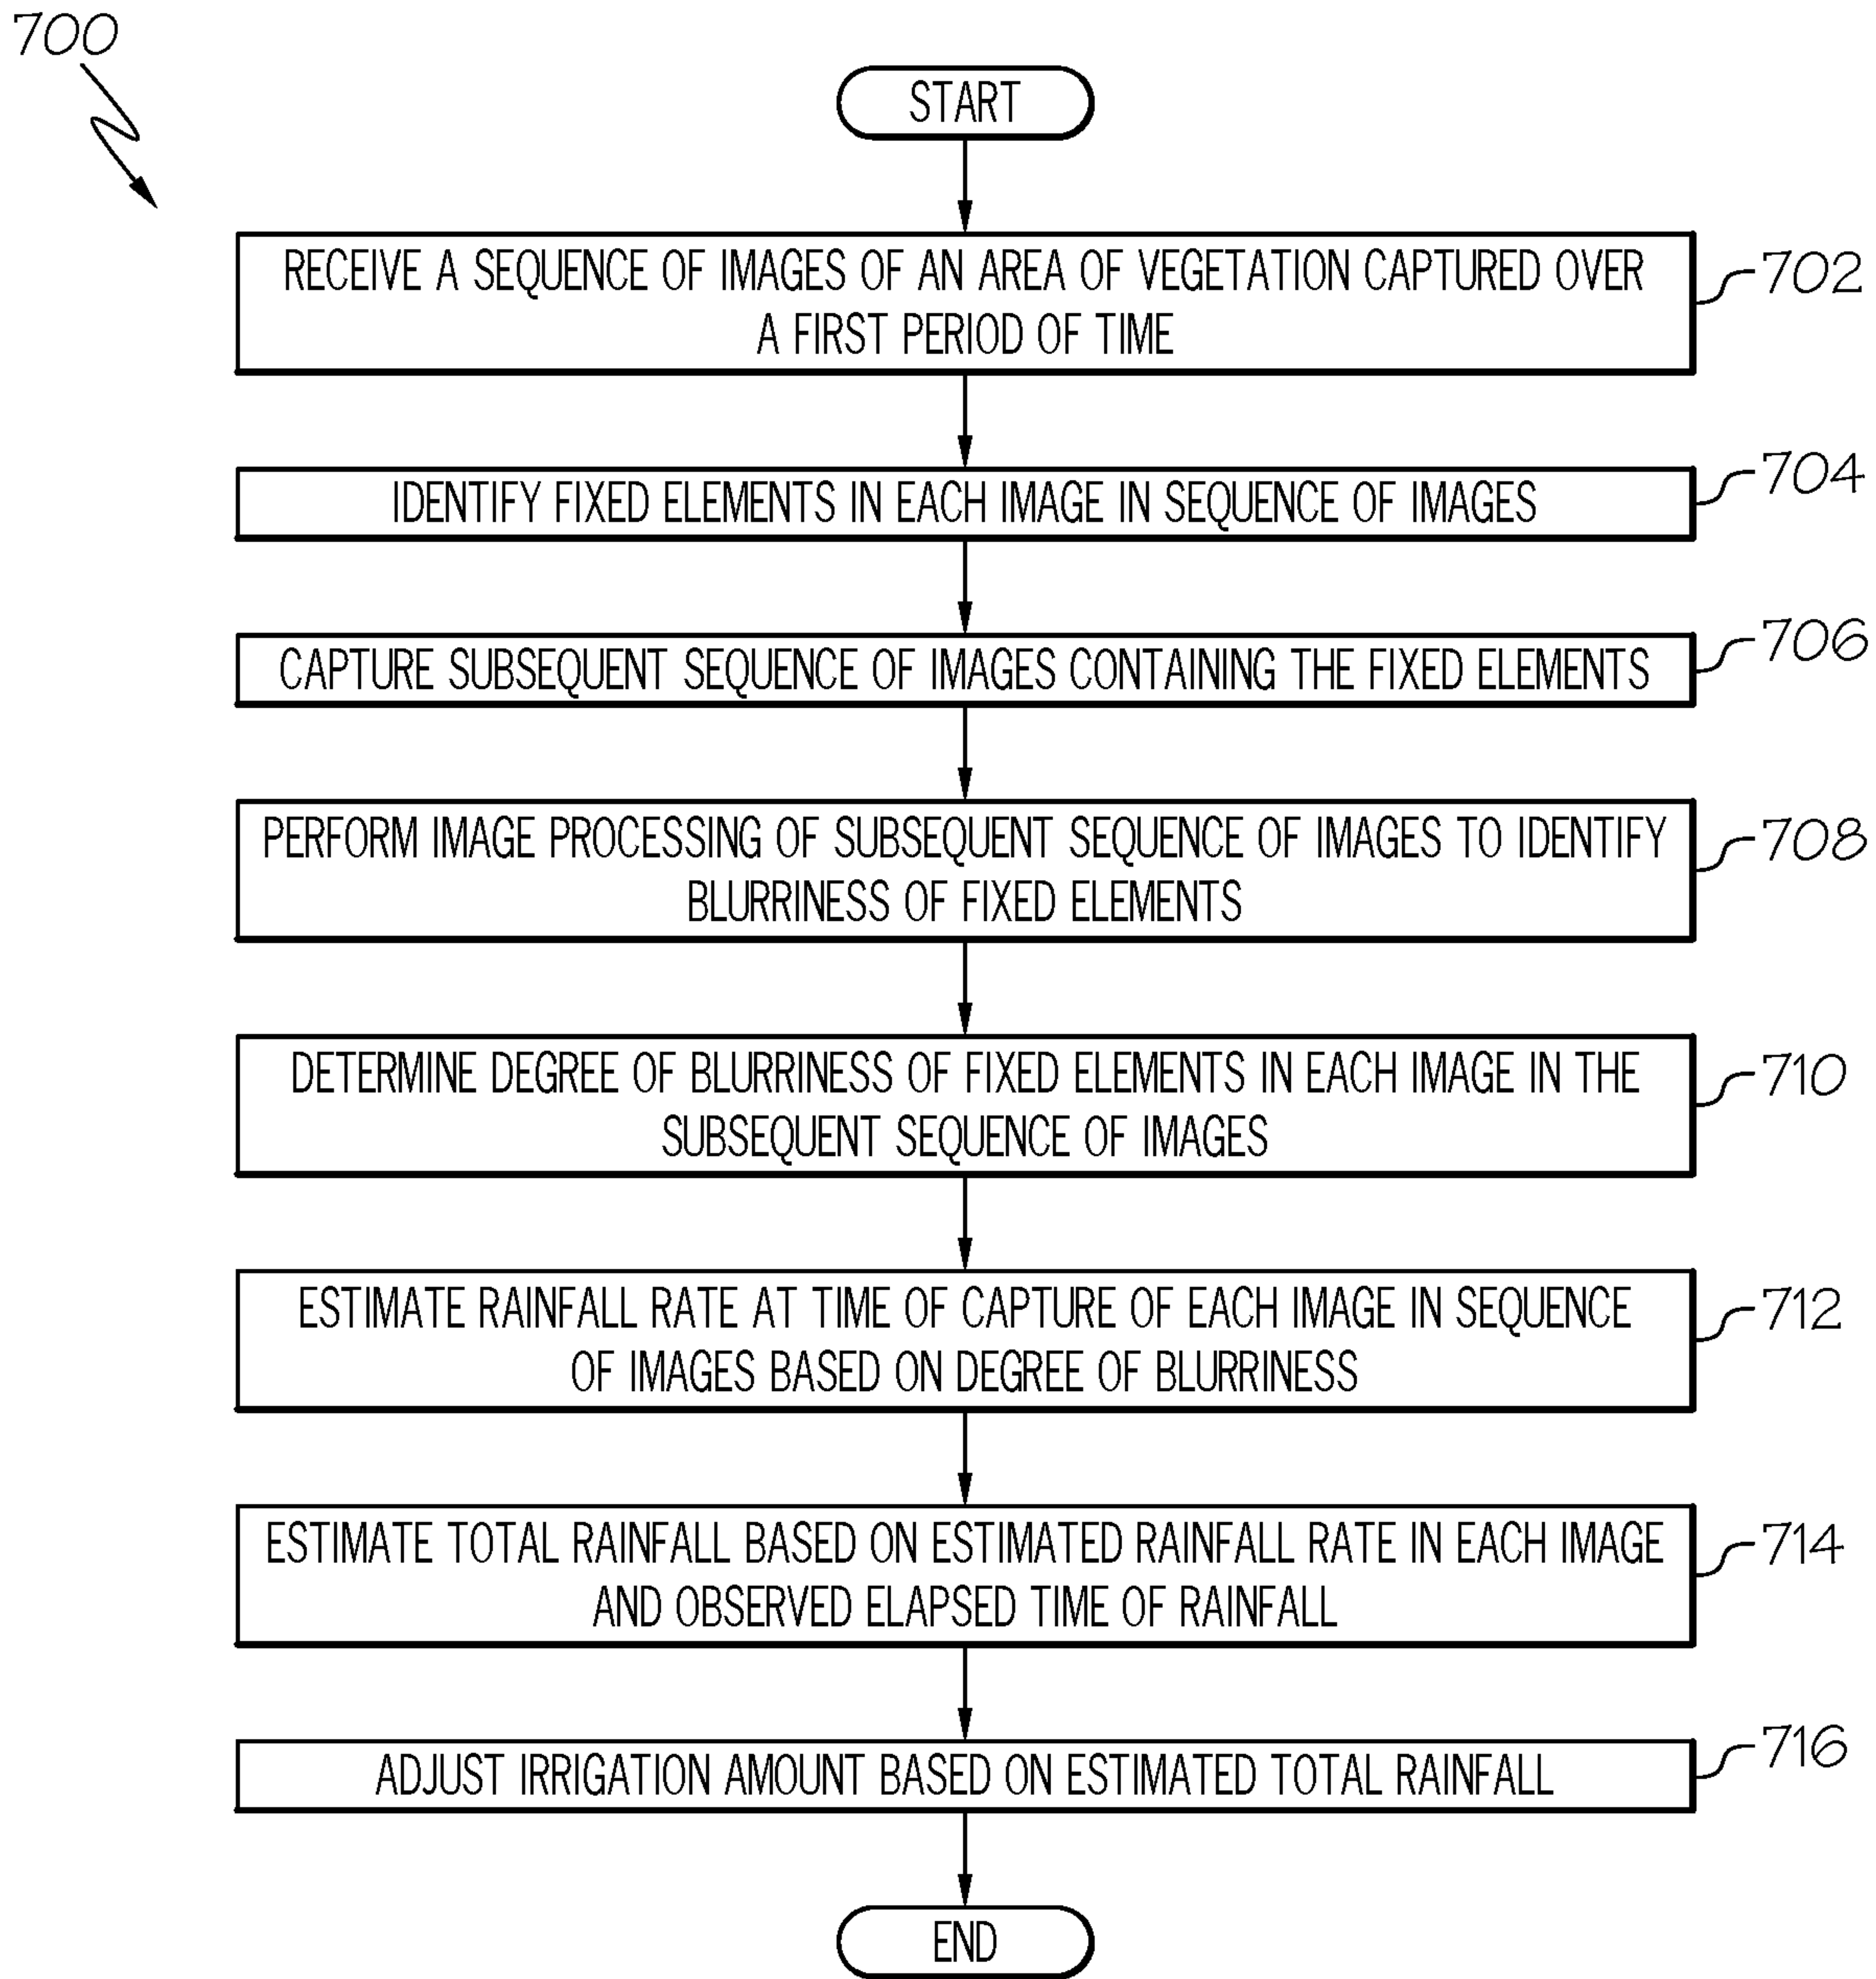 700
START
RECEIVE A SEQUENCE OF IMAGES OF AN AREA OF VEGETATION CAPTURED OVER
A FIRST PERIOD OF TIME
702
IDENTIFY FIXED ELEMENTS IN EACH IMAGE IN SEQUENCE OF IMAGES
704
CAPTURE SUBSEQUENT SEQUENCE OF IMAGES CONTAINING THE FIXED ELEMENTS
706
PERFORM IMAGE PROCESSING OF SUBSEQUENT SEQUENCE OF IMAGES TO IDENTIFY
BLURRINESS OF FIXED ELEMENTS
708
DETERMINE DEGREE OF BLURRINESS OF FIXED ELEMENTS IN EACH IMAGE IN THE
SUBSEQUENT SEQUENCE OF IMAGES
710
ESTIMATE RAINFALL RATE AT TIME OF CAPTURE OF EACH IMAGE IN SEQUENCE
OF IMAGES BASED ON DEGREE OF BLURRINESS
712
ESTIMATE TOTAL RAINFALL BASED ON ESTIMATED RAINFALL RATE IN EACH IMAGE
AND OBSERVED ELAPSED TIME OF RAINFALL
714
ADJUST IRRIGATION AMOUNT BASED ON ESTIMATED TOTAL RAINFALL
716
END